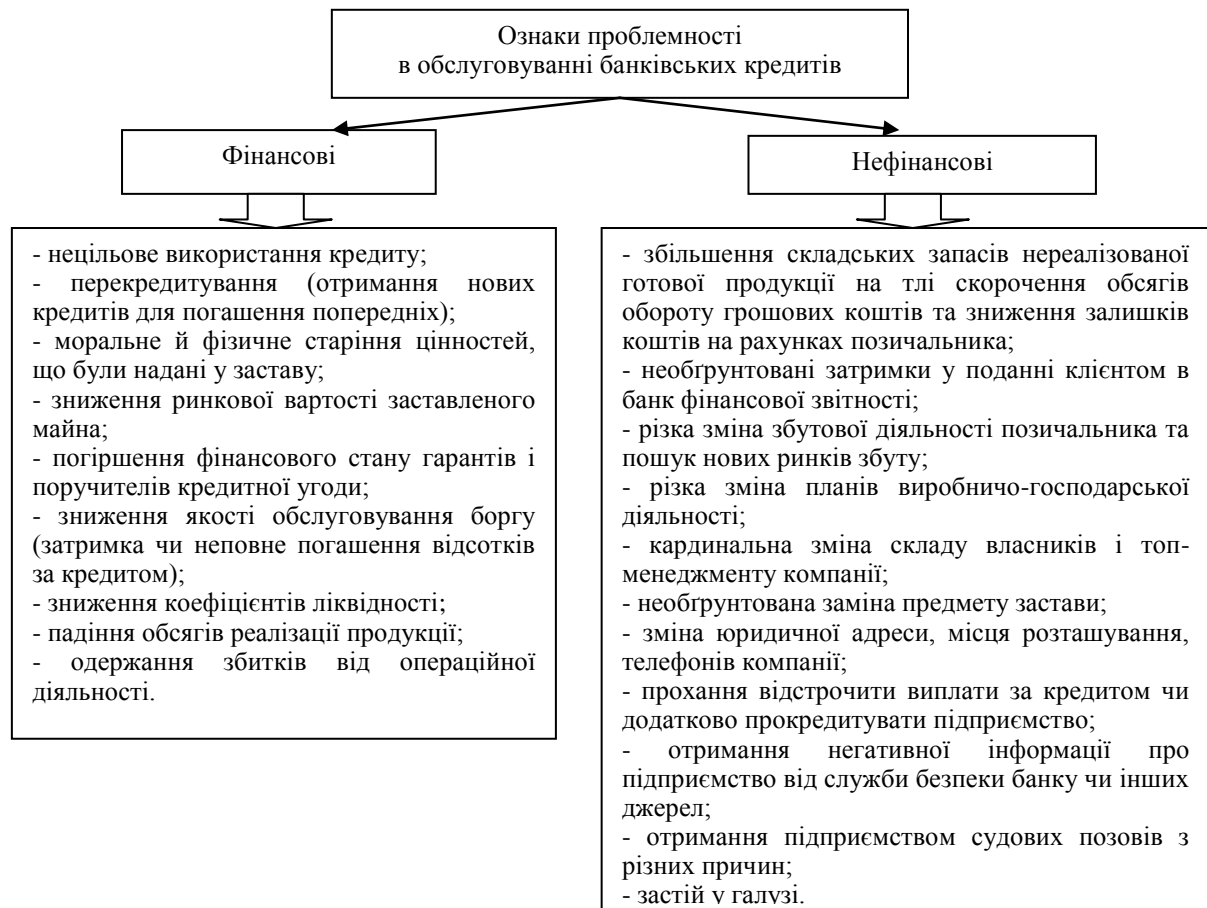 Ознаки проблемності
в обслуговуванні банківських кредитів
Фінансові
Нефінансові
- нецільове використання кредиту;
- перекредитування (отримання нових
кредитів для погашення попередніх);
- моральне й фізичне старіння цінностей,
що були надані у заставу;
- зниження ринкової вартості заставленого
майна;
- погіршення фінансового стану гарантів і
поручителів кредитної угоди;
- зниження якості обслуговування боргу
(затримка чи неповне погашення відсотків
за кредитом);
- зниження коефіцієнтів ліквідності;
- падіння обсягів реалізації продукції;
- одержання збитків від операційної
діяльності.
- збільшення складських запасів нереалізованої
готової продукції на тлі скорочення обсягів
обороту грошових коштів та зниження залишків
коштів на рахунках позичальника;
- необґрунтовані затримки у поданні клієнтом в
банк фінансової звітності;
- різка зміна збутової діяльності позичальника та
пошук нових ринків збуту;
- різка зміна планів виробничо-господарської
діяльності;
- кардинальна зміна складу власників і топ-
менеджменту компанії;
- необґрунтована заміна предмету застави;
- зміна юридичної адреси, місця розташування,
телефонів компанії;
- прохання відстрочити виплати за кредитом чи
додатково прокредитувати підприємство;
- отримання негативної інформації про
підприємство від служби безпеки банку чи інших
джерел;
- отримання підприємством судових позовів з
різних причин;
- застій у галузі.